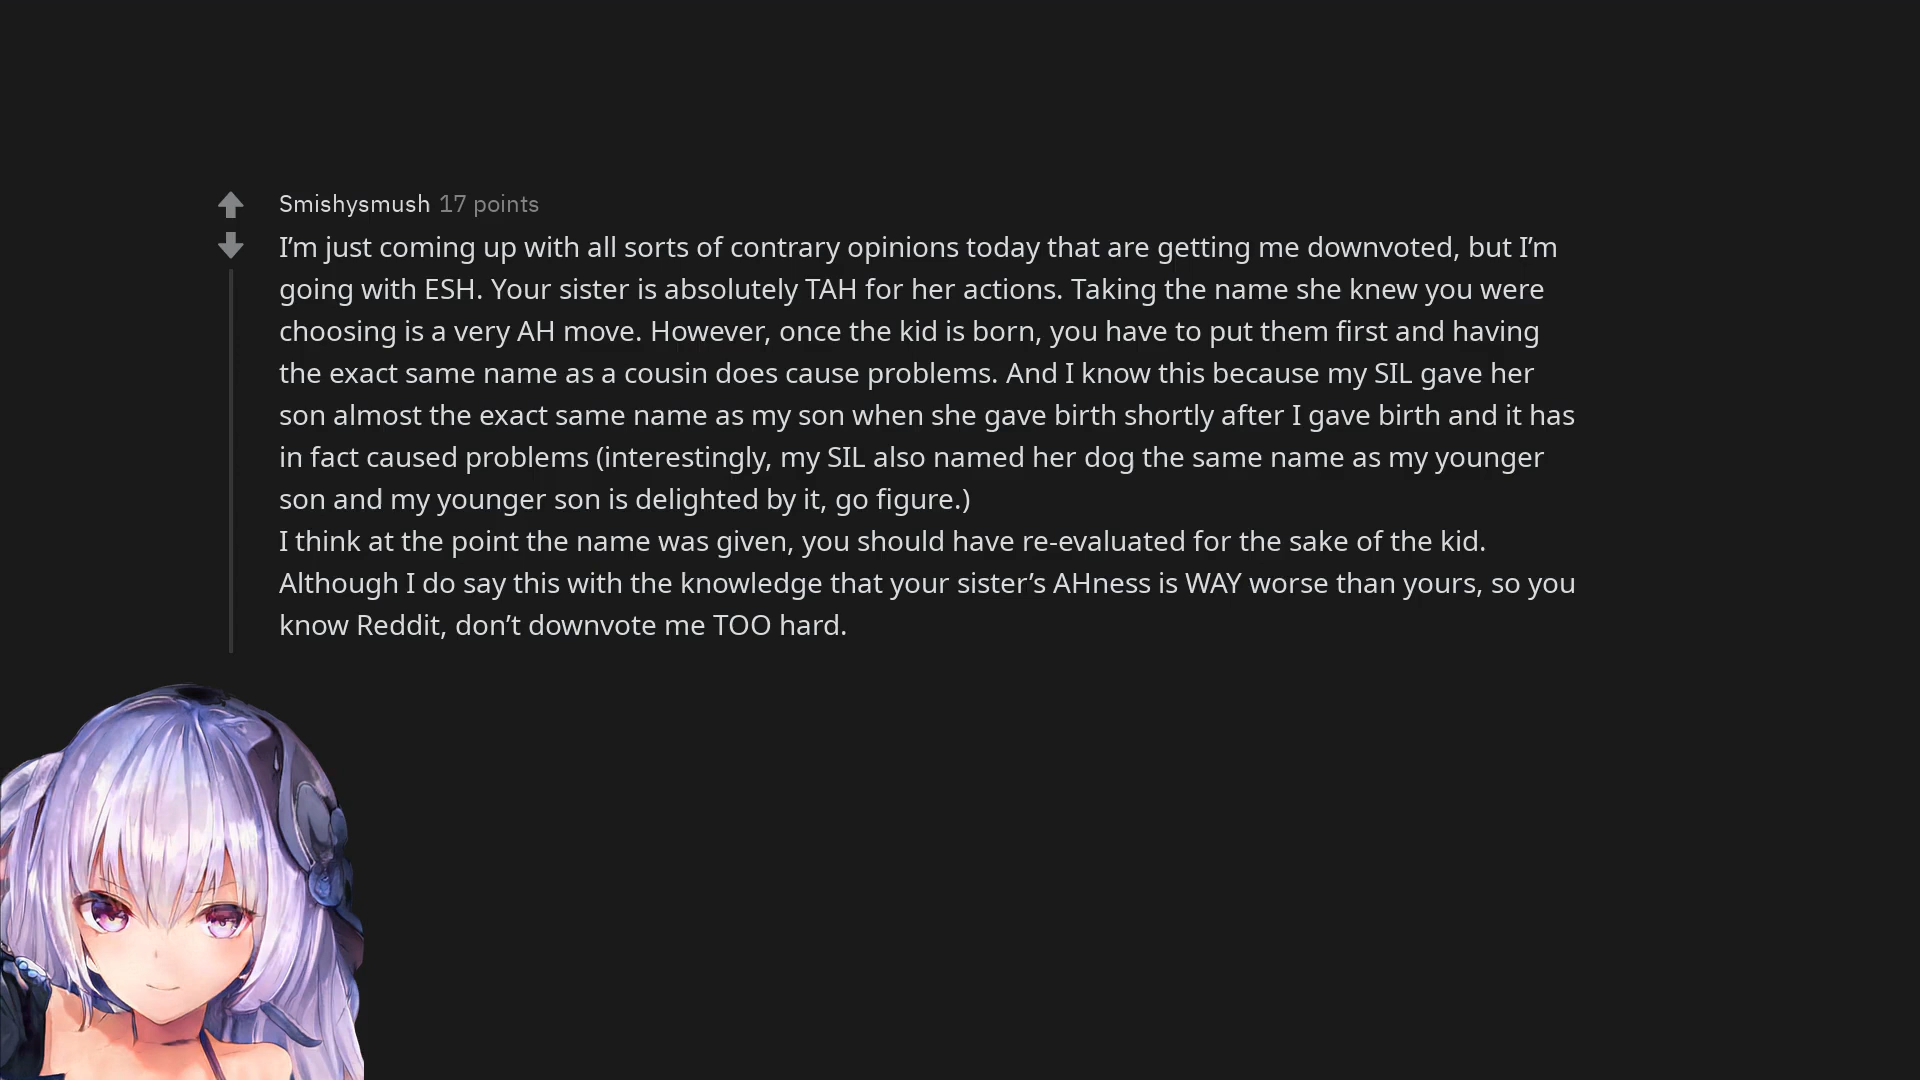 Smishysmush 17 points
I’m just coming up with all sorts of contrary opinions today that are getting me downvoted, but I’m
going with ESH. Your sister is absolutely TAH for her actions. Taking the name she knew you were
choosing is a very AH move. However, once the kid is born, you have to put them first and having
the exact same name as a cousin does cause problems. And I know this because my SIL gave her
son almost the exact same name as my son when she gave birth shortly after I gave birth and it has
in fact caused problems (interestingly, my SIL also named her dog the same name as my younger
son and my younger son is delighted by it, go figure.)
I think at the point the name was given, you should have re-evaluated for the sake of the kid.
Although I do say this with the knowledge that your sister’s AHness is WAY worse than yours, so you
know Reddit, don’t downvote me TOO hard.